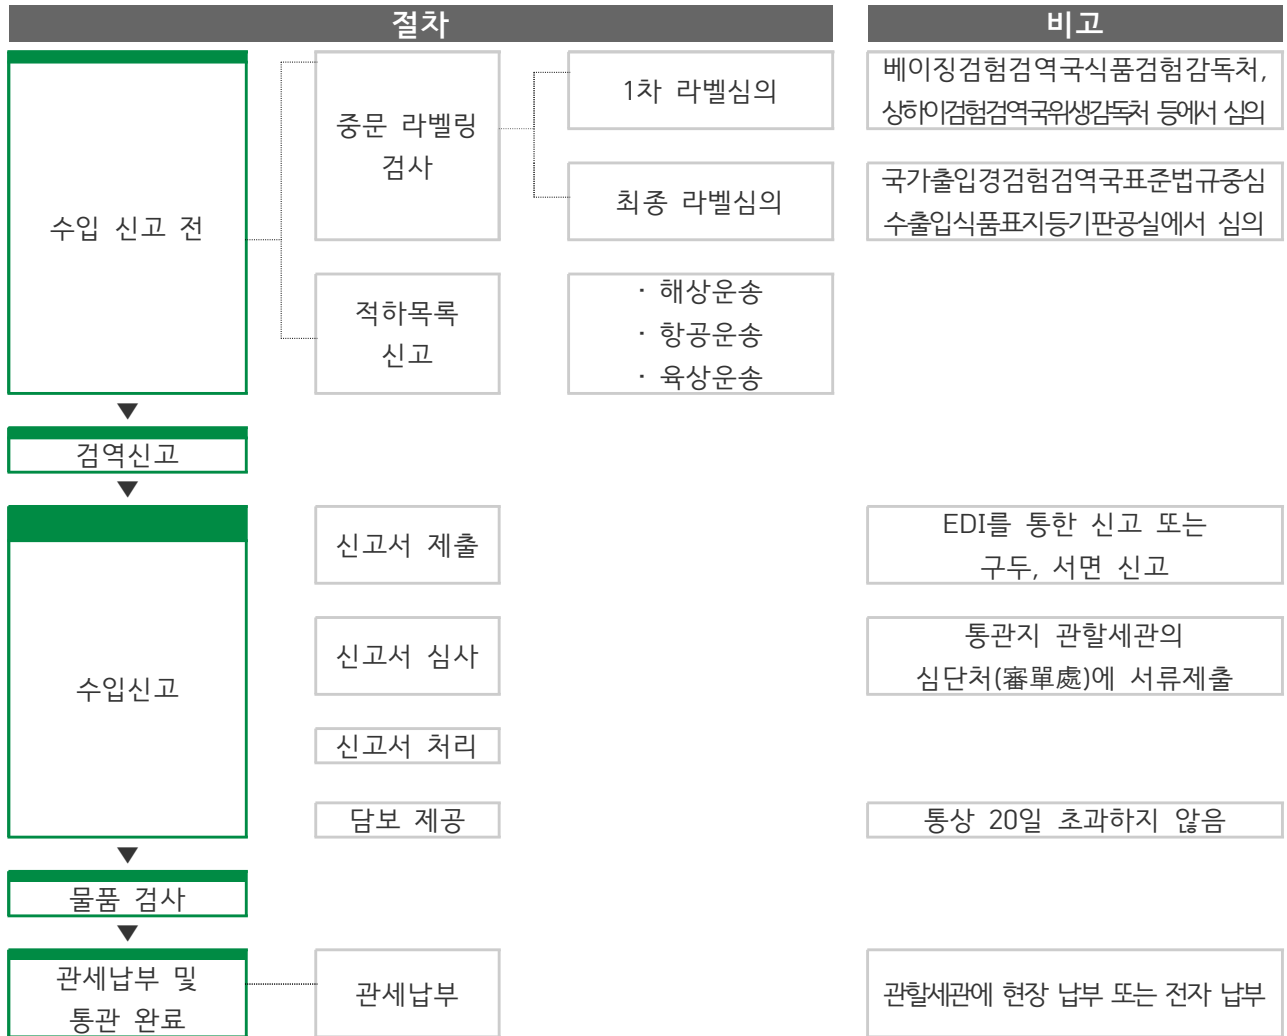 절차
비고
수입 신고 전
중문 라벨링
검사
1차 라벨심의
베이징검험검역국식품검험감독처,
상하이검험검역국위생감독처 등에서 심의
최종 라벨심의
국가출입경검험검역국표준법규중심
수출입식품표지등기판공실에서 심의
적하목록
신고
· 해상운송
· 항공운송
· 육상운송
▼
검역신고
▼
수입신고
신고서 제출
EDI를 통한 신고 또는
구두, 서면 신고
신고서 심사
통관지 관할세관의
심단처(審單處)에 서류제출
신고서 처리
담보 제공
통상 20일 초과하지 않음
▼
물품 검사
▼
관세납부 및
통관 완료
관세납부
관할세관에 현장 납부 또는 전자 납부